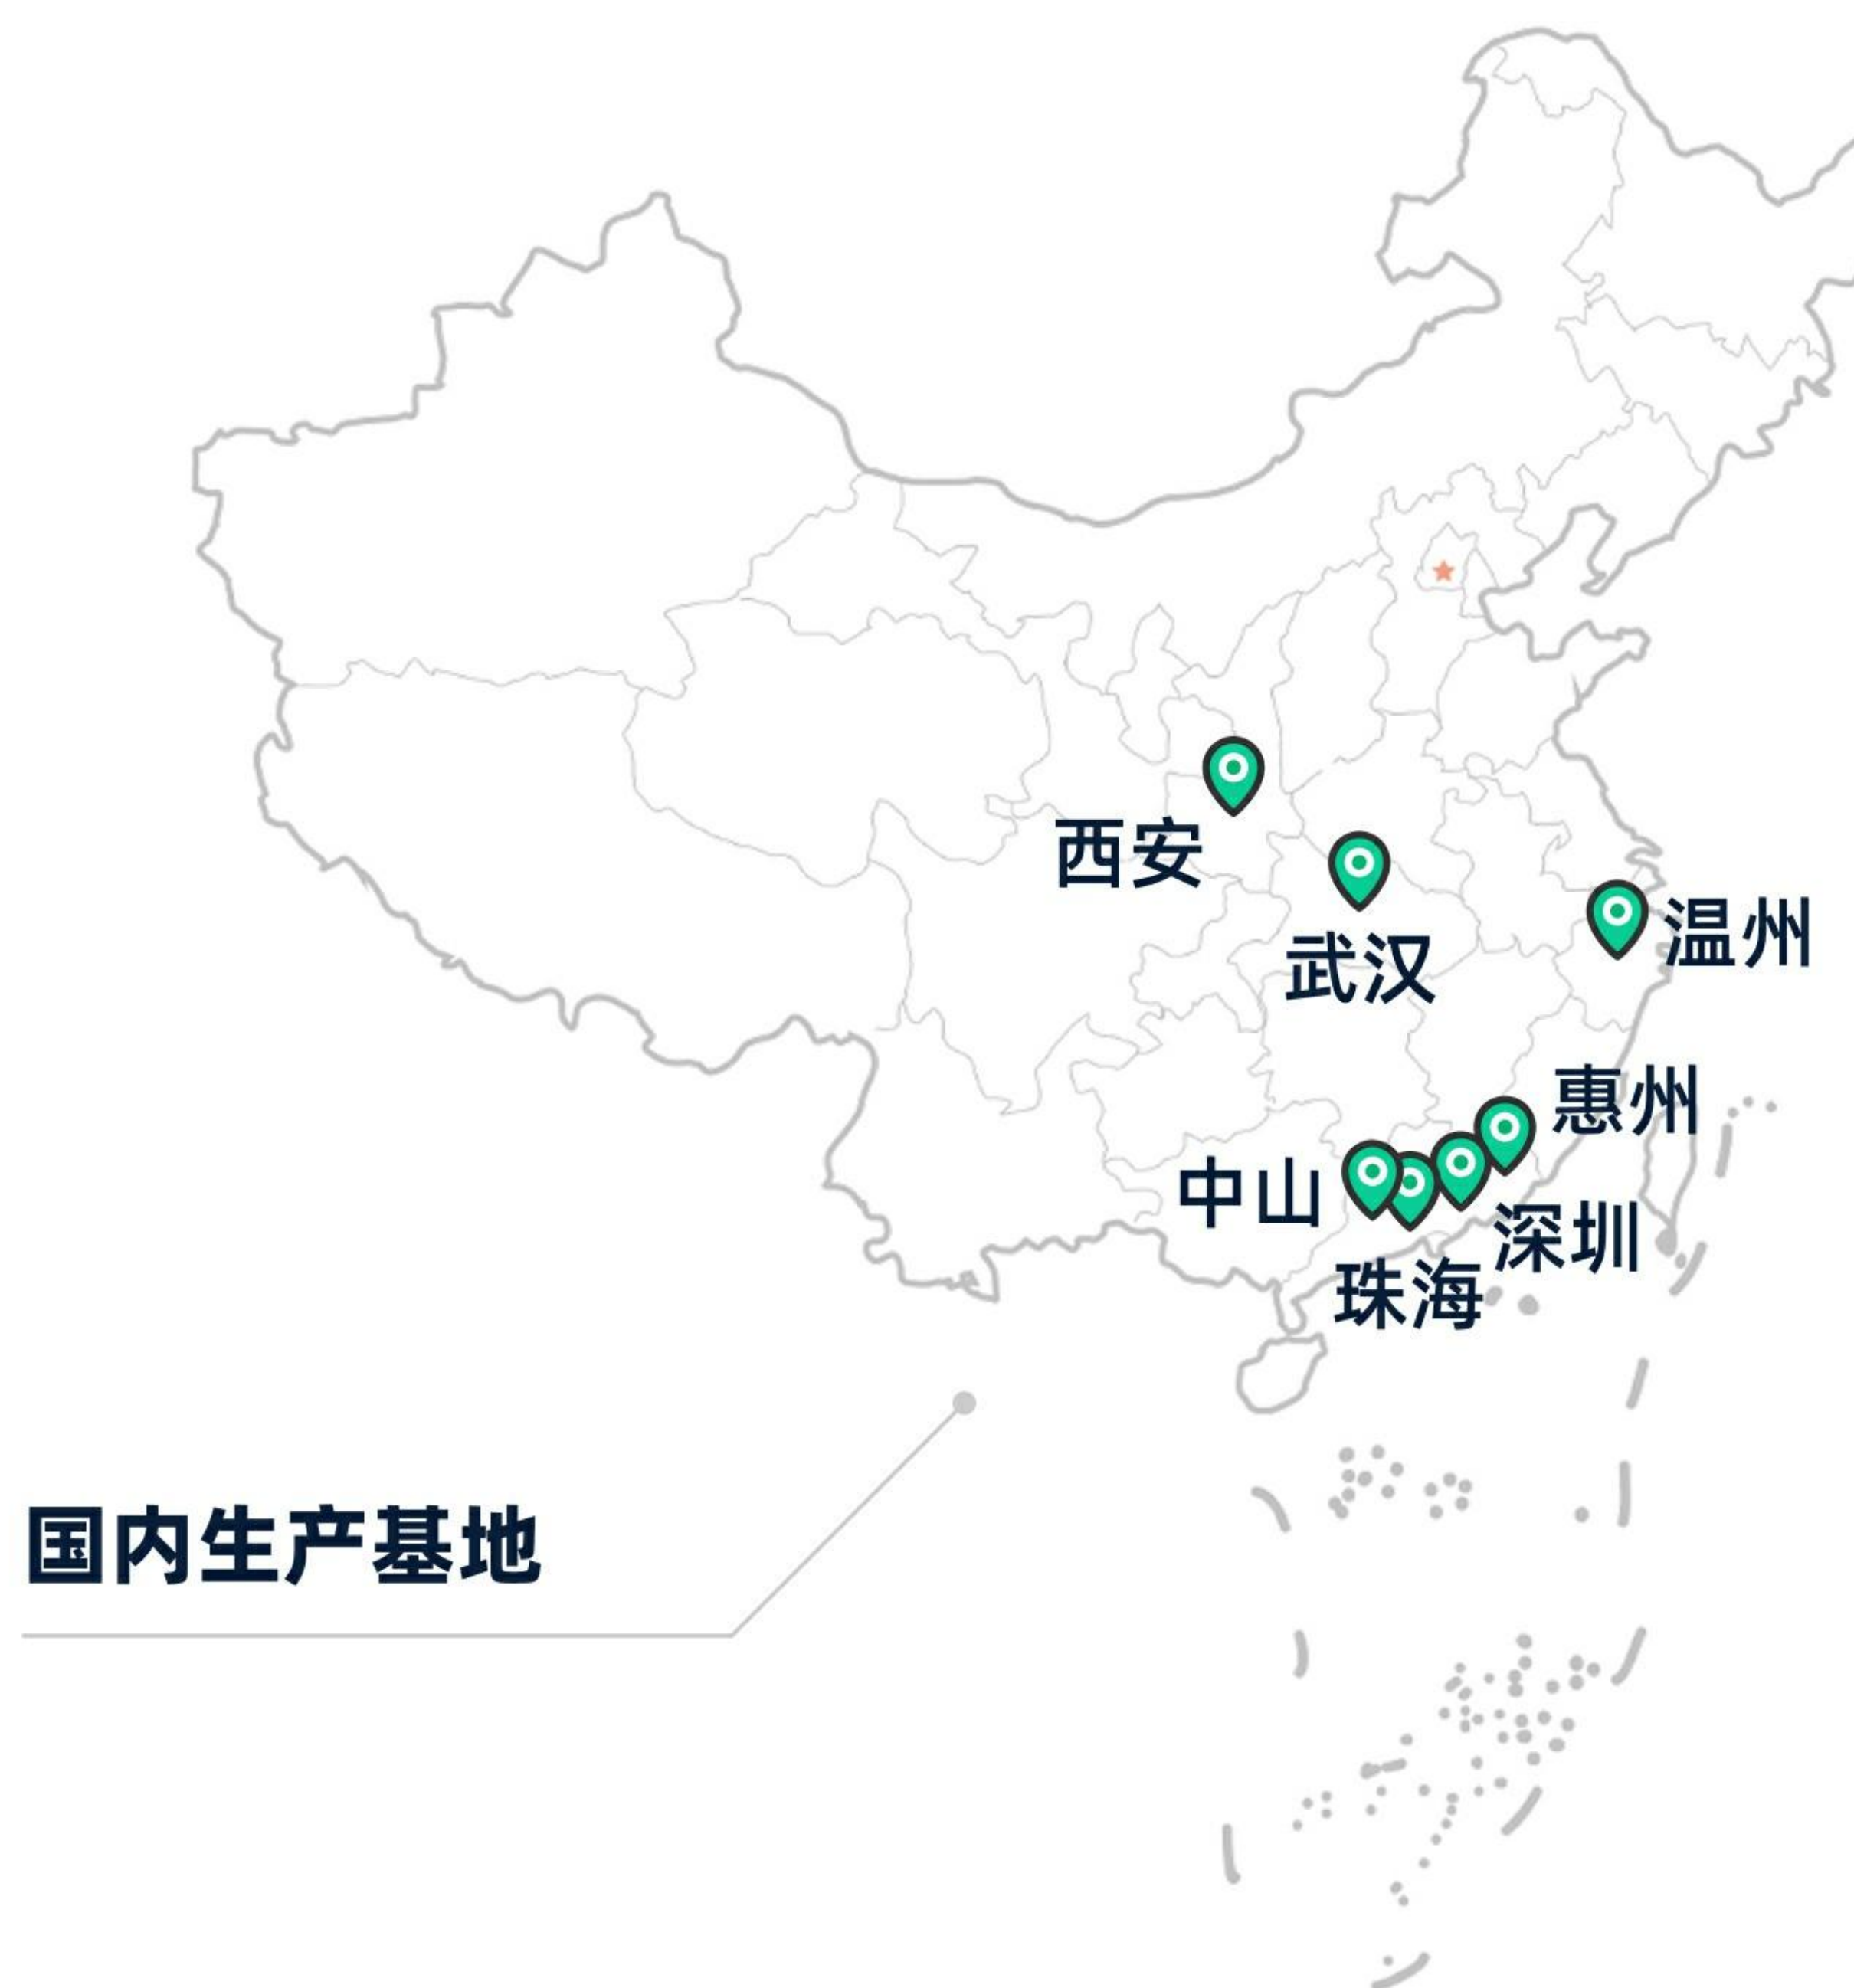 西安
武汉
温州
惠州
中山
深圳
珠海
国内生产基地